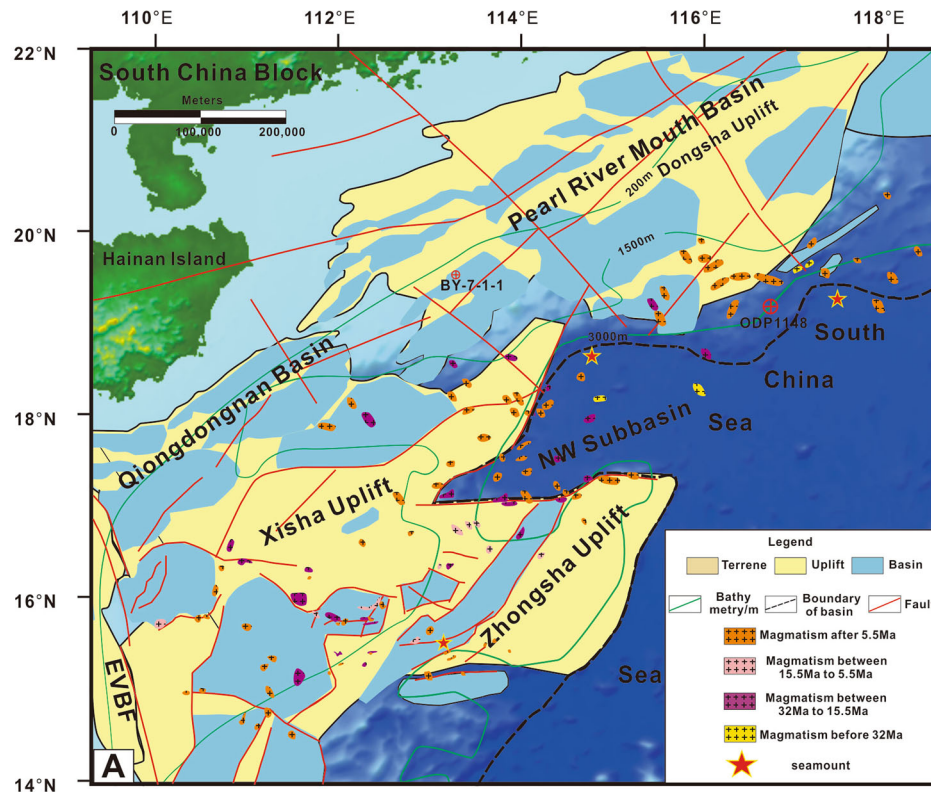 110°E 112°E 114°E 116°E 118°E
22°N
20°N
18°N
16°N
14°N
South China Block
Meters
0 100,000 200,000
Pearl River Mouth Basin
Dongsha Uplift
200m
1500m
Hainan Island
BY-7-1-1
ODP1148
3000m
South
China
Sea
Qiongdongnan Basin
NW Subbasin
Xisha Uplift
Zhongsha Uplift
EVBF
Sea
A
Legend
Terrene Uplift Basin
Bathy
metry/m
Boundary
of basin
Faul
Magmatism after 5.5Ma
Magmatism between
15.5Ma to 5.5Ma
Magmatism between
32Ma to 15.5Ma
Magmatism before 32Ma
seamount